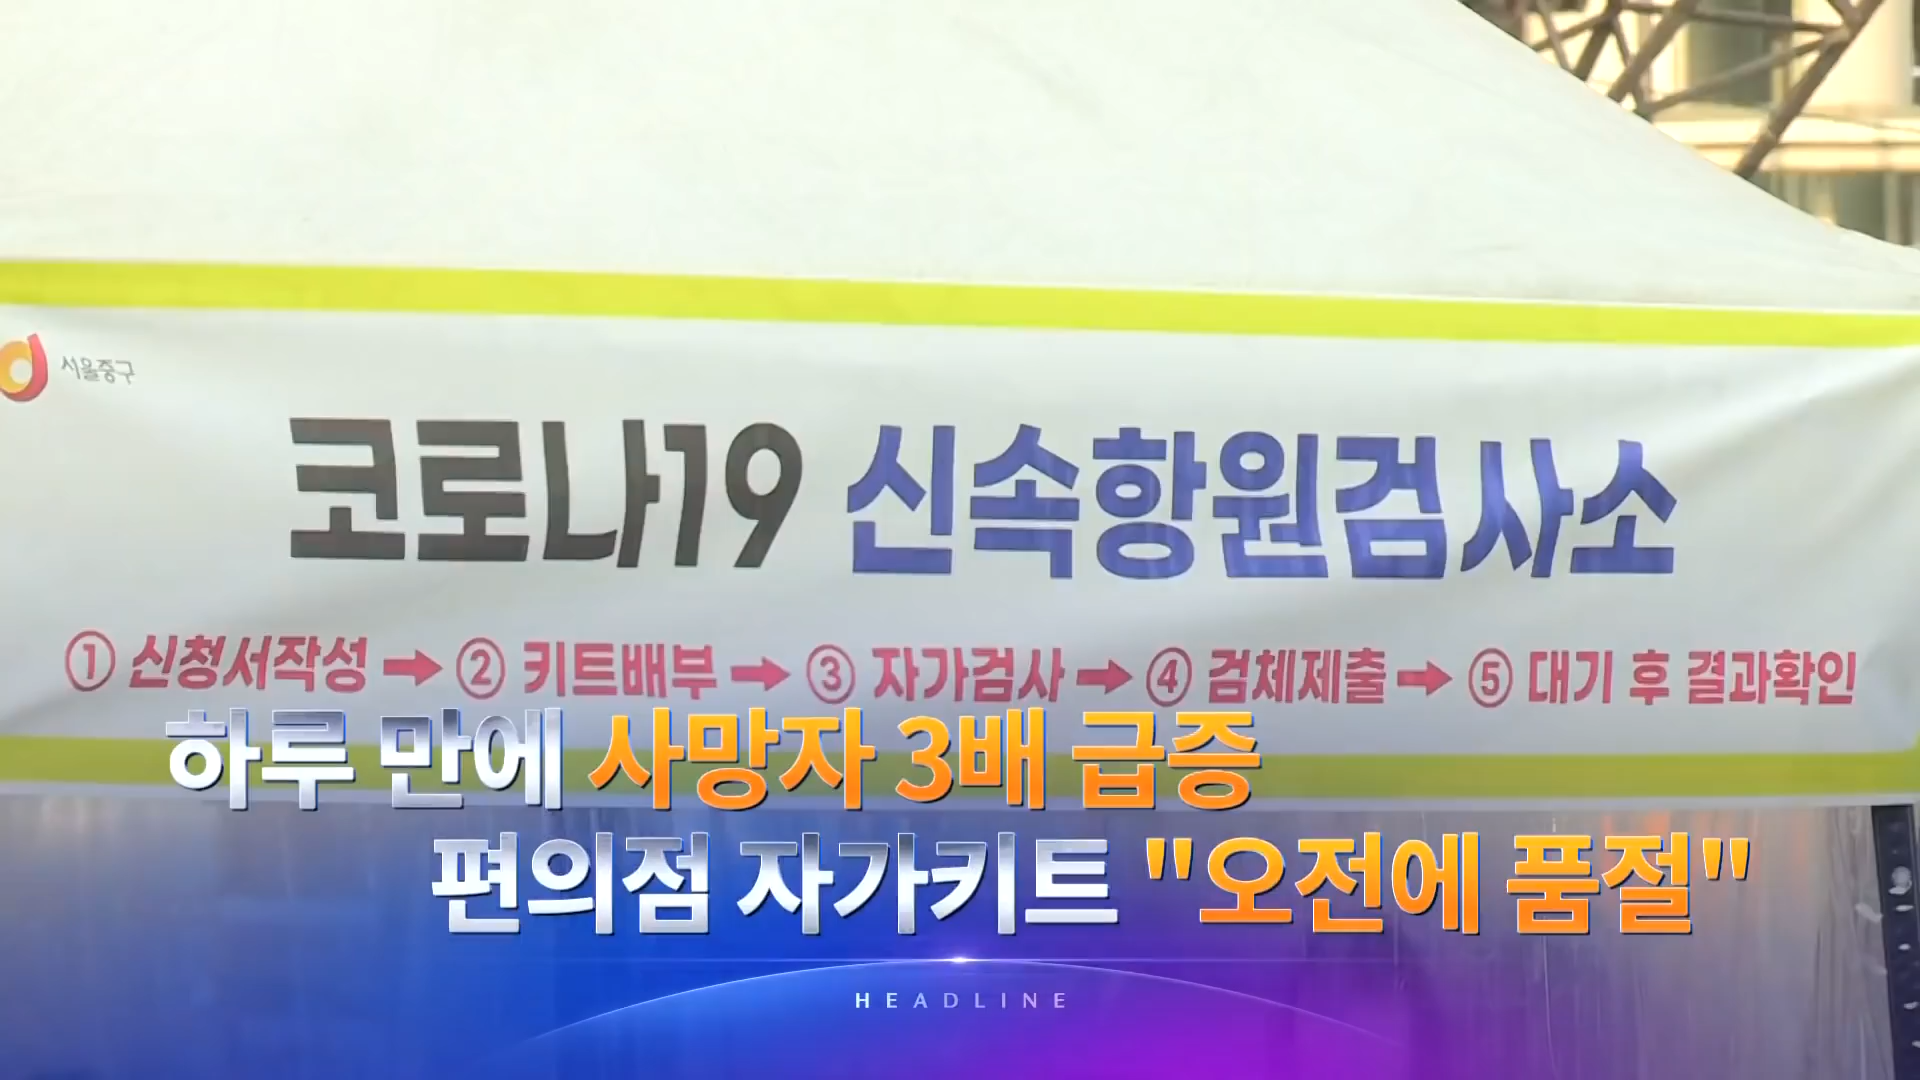 서울중구
코로나19 신속항원검사소
① 신청서작성 → ② 키트배부 → ③ 자가검사 → ④ 검체제출 → ⑤ 대기 후 결과확인
하루 만에 사망자 3배 급증
편의점 자가키트 "오전에 품절"
HEADLINE